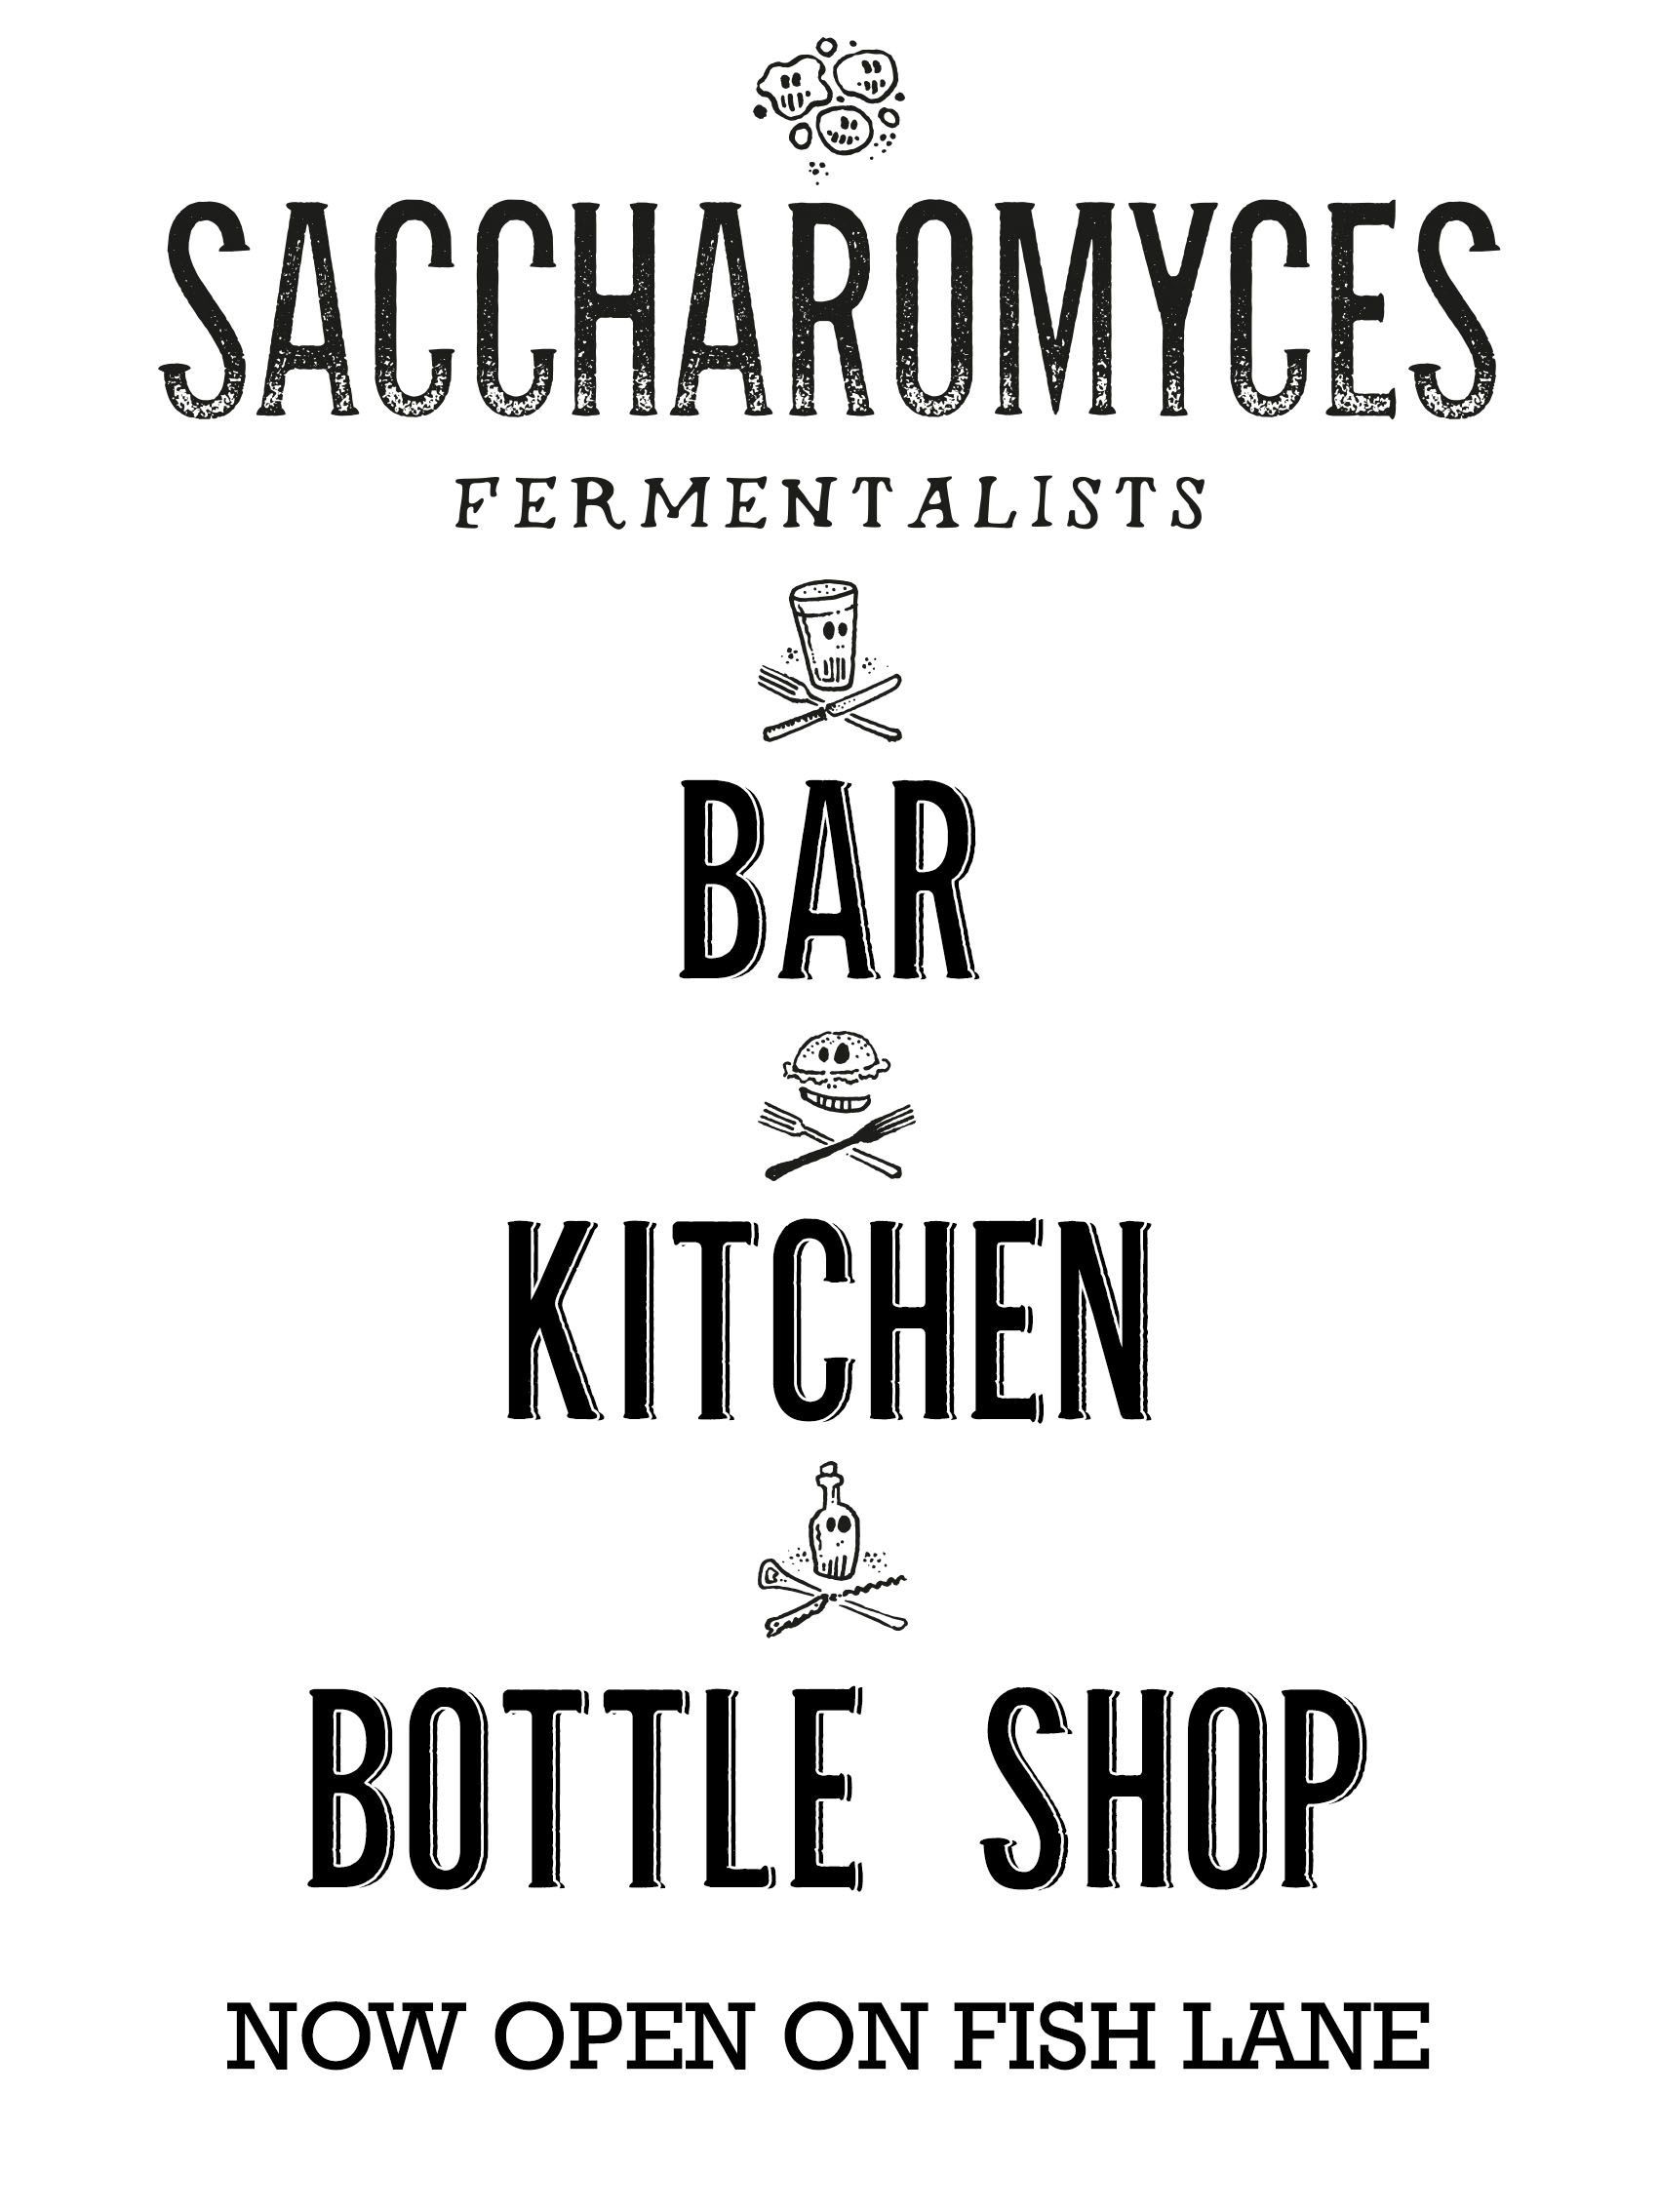 SACCHAROMYCES
FERMENTALISTS
BAR
KITCHEN
BOTTLE SHOP
NOW OPEN ON FISH LANE